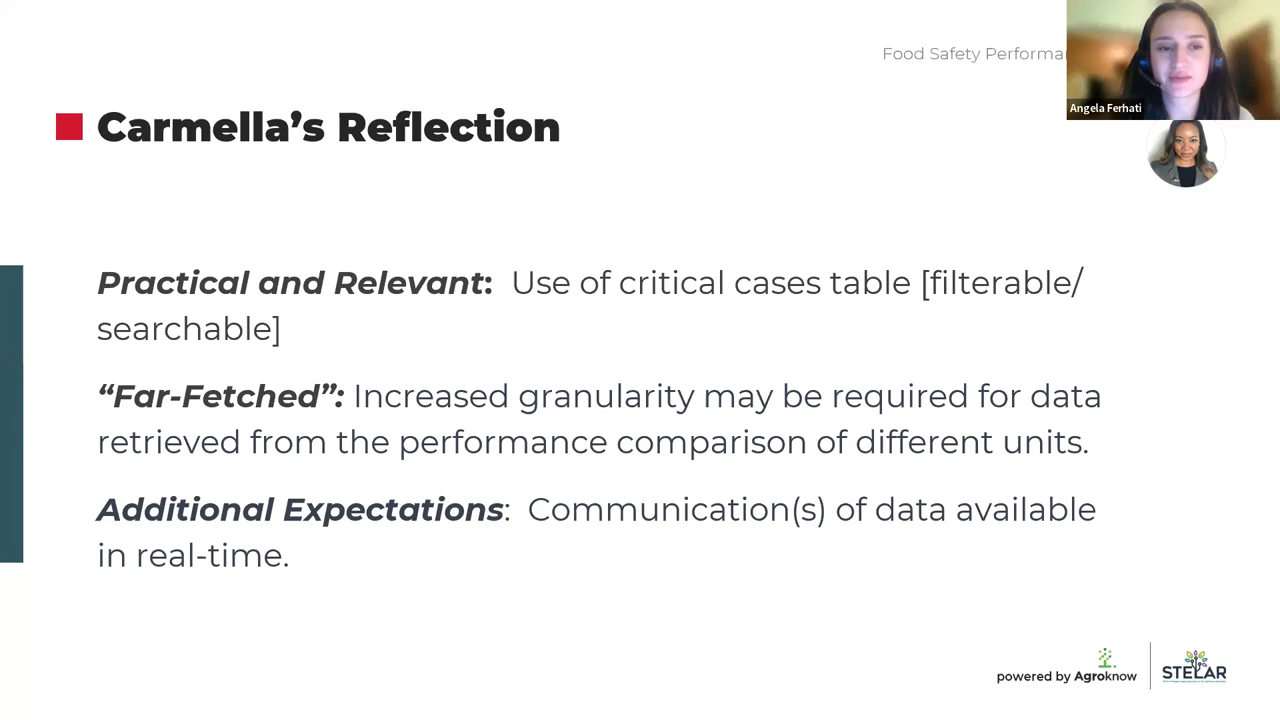 Food Safety Performa
Angela Ferhati
Carmella’s Reflection
Practical and Relevant: Use of critical cases table [filterable/
searchable]
“Far-Fetched”: Increased granularity may be required for data
retrieved from the performance comparison of different units.
Additional Expectations: Communication(s) of data available
in real-time.
powered by Agroknow
STELAR